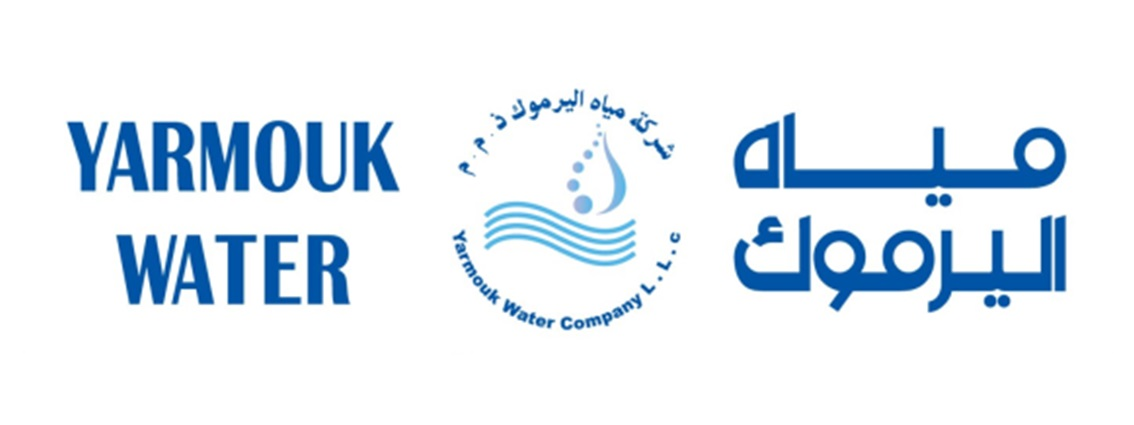 YARMOUK
WATER
شركة مياه اليرموك ذ.م.م
Yarmouk Water Company L.L.c
مياه
اليرموك